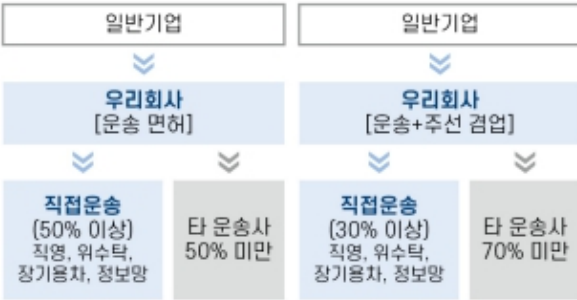 일반기업
우리회사
[운송 면허]
직접운송
(50% 이상)
직영, 위수탁,
장기용차, 정보망
타 운송사
50% 미만
일반기업
우리회사
[운송+주선 겸업]
직접운송
(30% 이상)
직영, 위수탁,
장기용차, 정보망
타 운송사
70% 미만